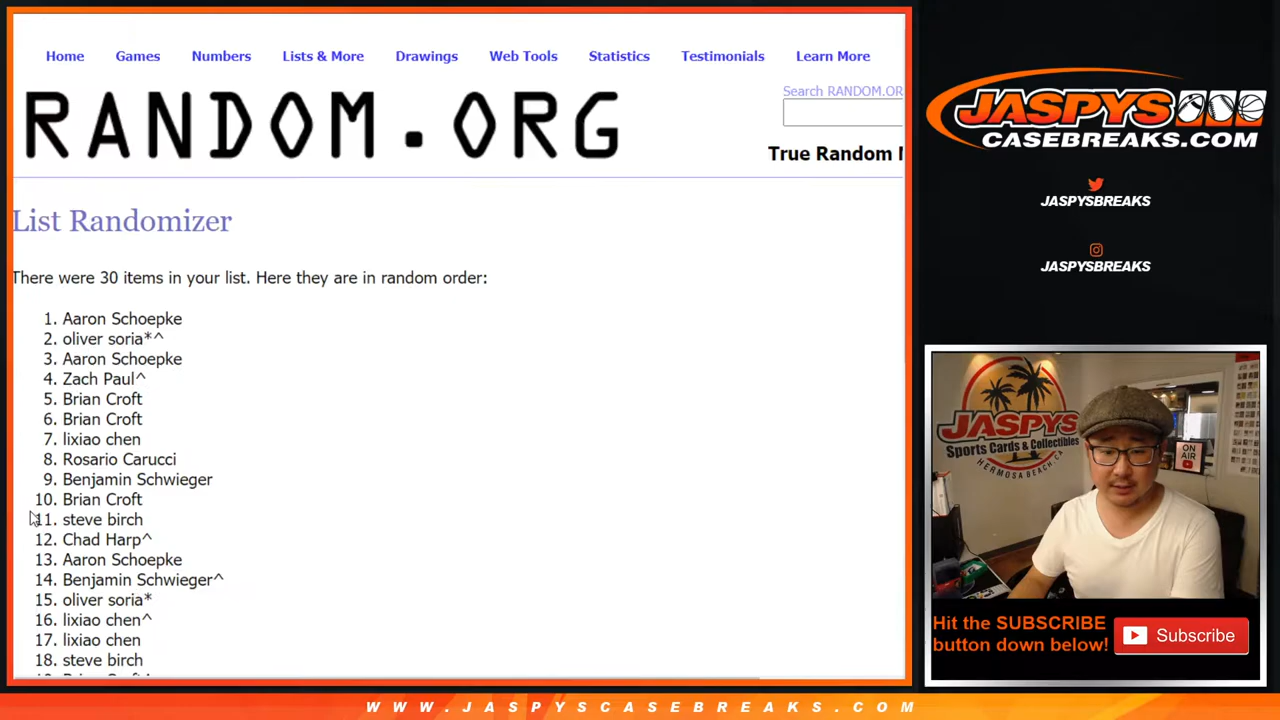 Home Games Numbers Lists & More Drawings Web Tools Statistics Testimonials Learn More
RANDOM.ORG
Search RANDOM.OR
True Random
List Randomizer
There were 30 items in your list. Here they are in random order:
1. Aaron Schoepke
2. oliver soria*^
3. Aaron Schoepke
4. Zach Paul^
5. Brian Croft
6. Brian Croft
7. lixiao chen
8. Rosario Carucci
9. Benjamin Schwieger
10. Brian Croft
11. steve birch
12. Chad Harp^
13. Aaron Schoepke
14. Benjamin Schwieger^
15. oliver soria*
16. lixiao chen^
17. lixiao chen
18. steve birch
JASPYS
CASEBREAKS.COM
JASPYSBREAKS
JASPYSBREAKS
JASPYS
Sports Cards & Collectibles
HERMOSA BEACH, CA
ON AIR
Hit the SUBSCRIBE
button down below!
Subscribe
WWW.JASPYSCASEBREAKS.COM